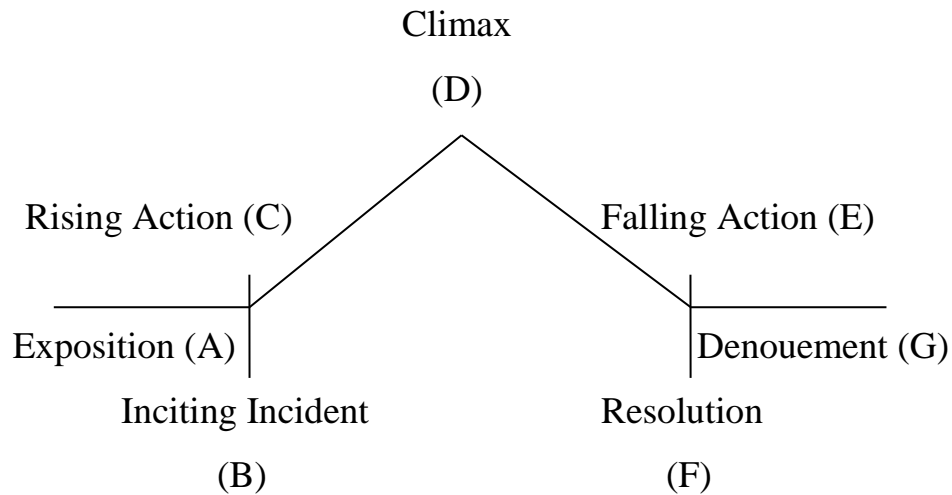 Climax
(D)
Rising Action (C)
Falling Action (E)
Exposition (A)
Denouement (G)
Inciting Incident
Resolution
(B)
(F)